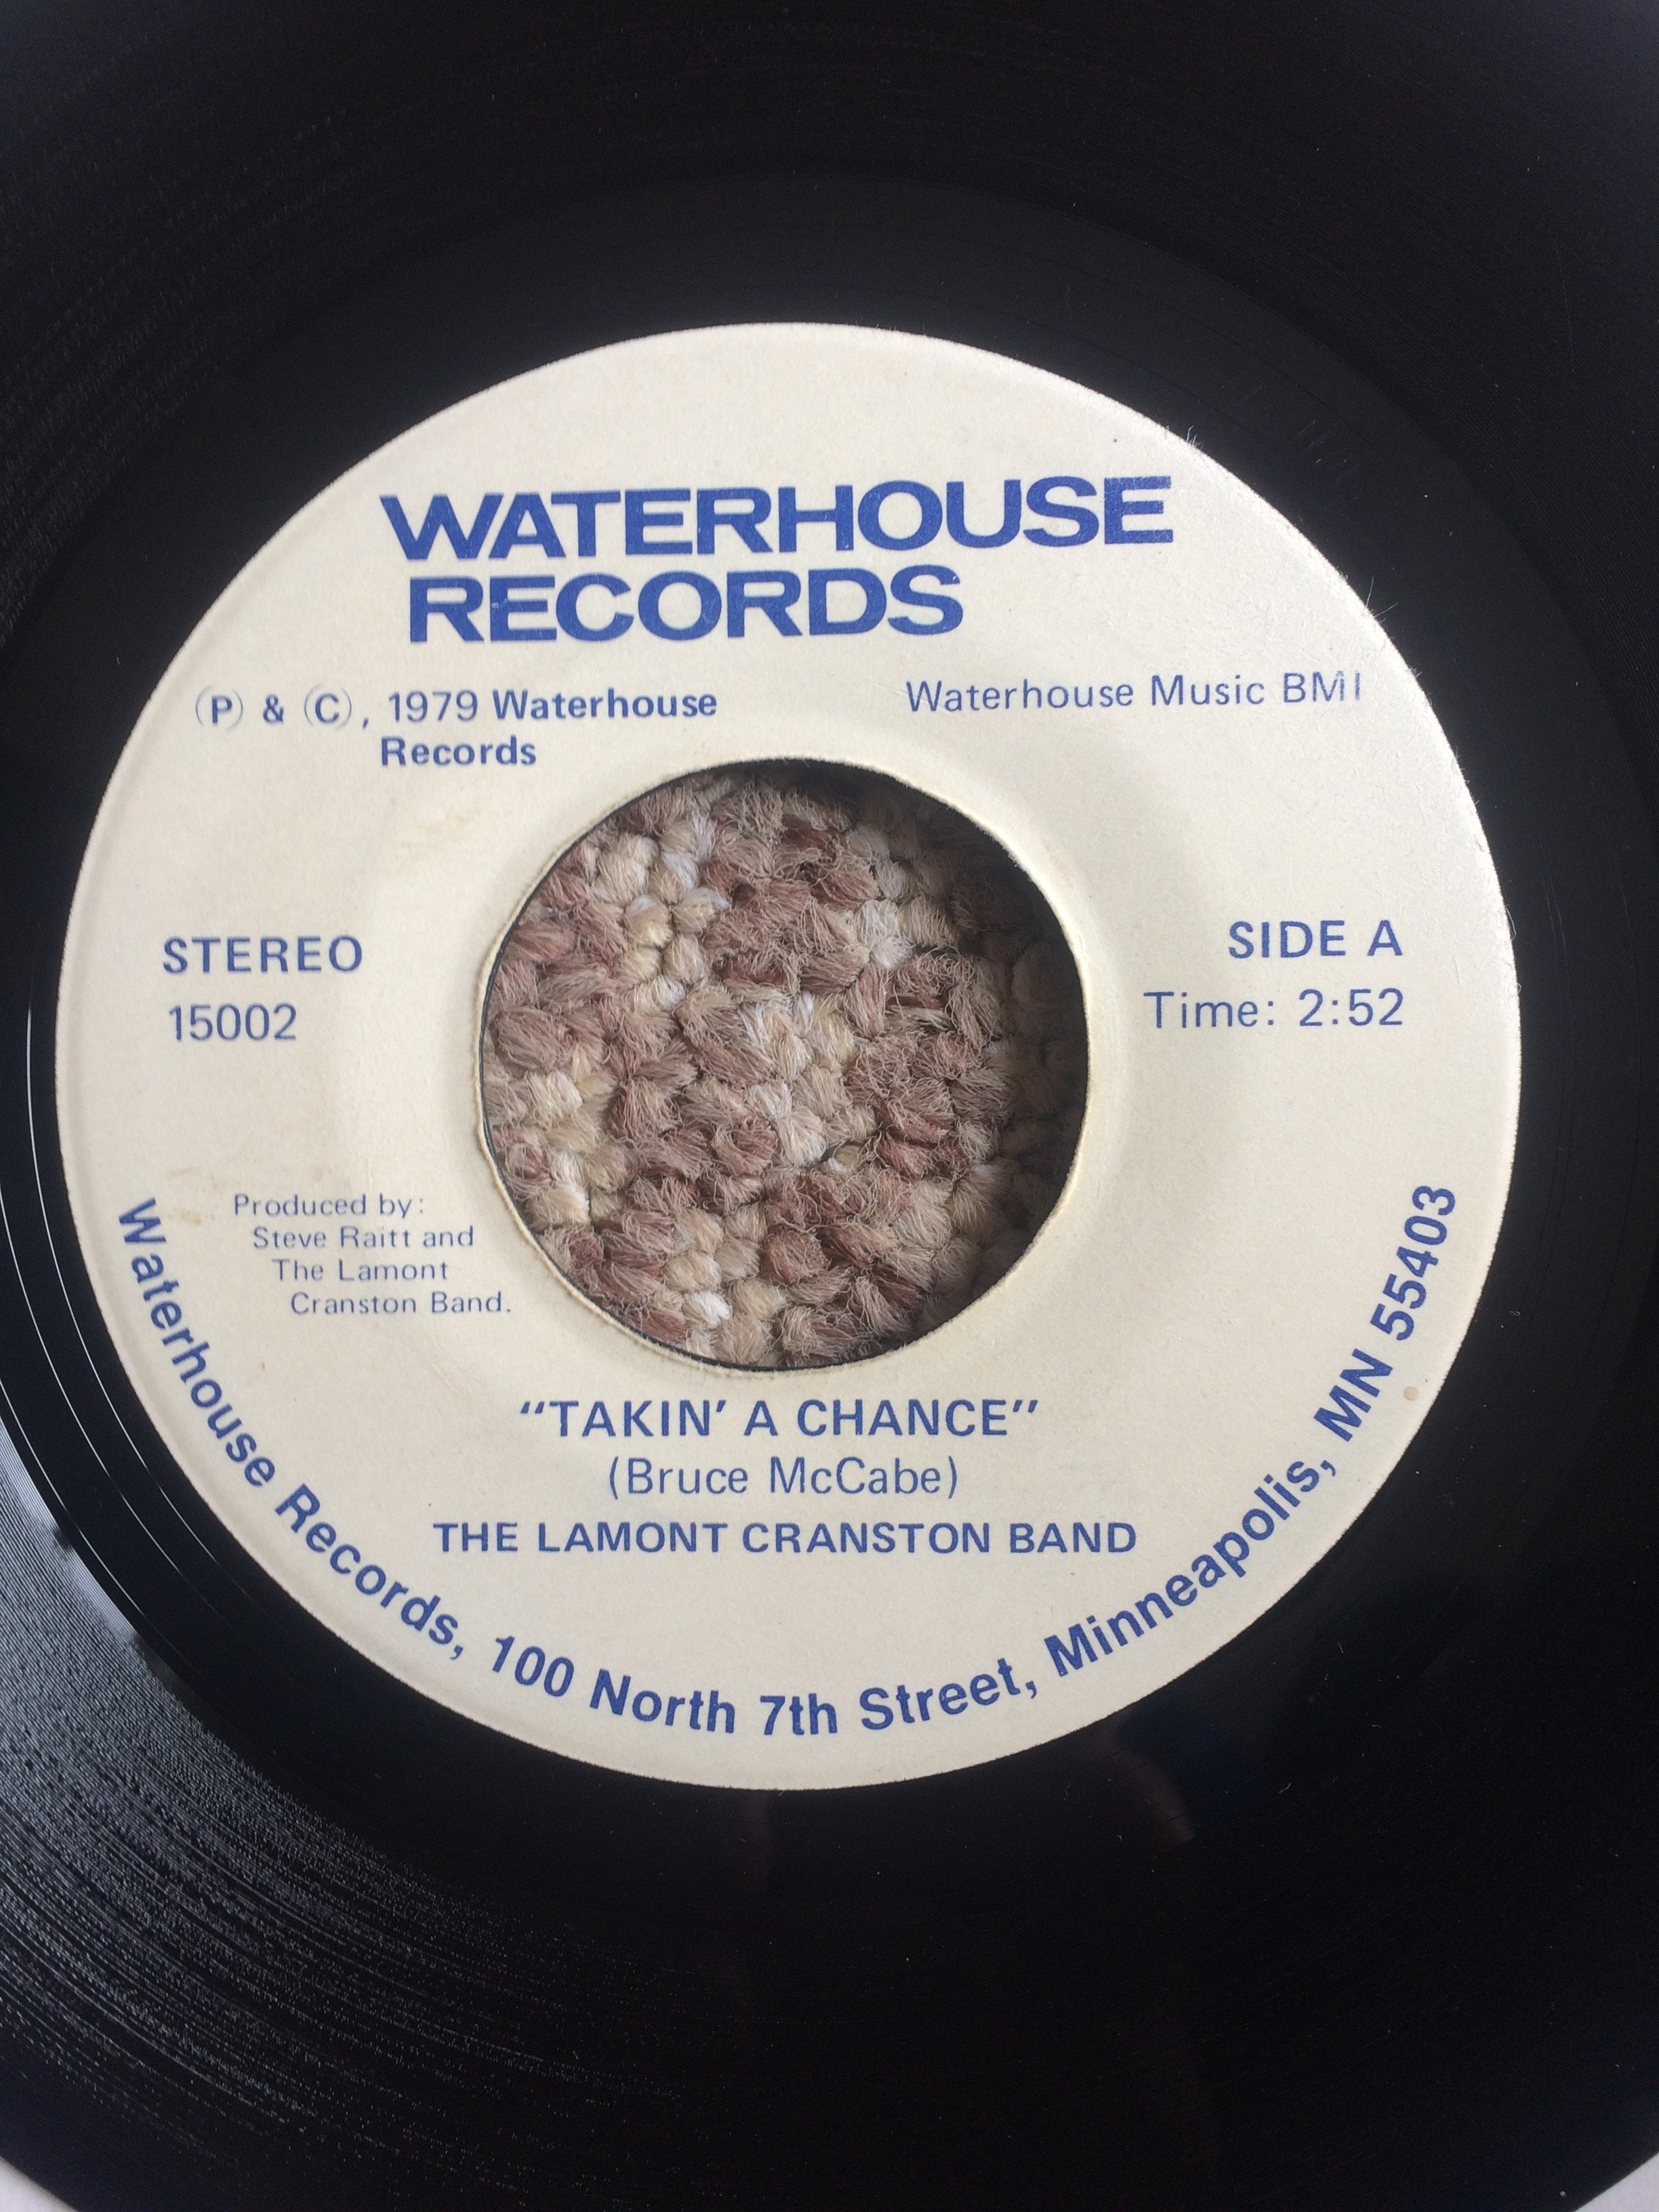 WATERHOUSE
RECORDS
(P) & (C), 1979 Waterhouse
Records
Waterhouse Music BMI
STEREO
15002
SIDE A
Time: 2:52
Produced by:
Steve Raitt and
The Lamont
Cranston Band.
"TAKIN' A CHANCE"
(Bruce McCabe)
THE LAMONT CRANSTON BAND
Waterhouse Records, 100 North 7th Street, Minneapolis, MN 55403